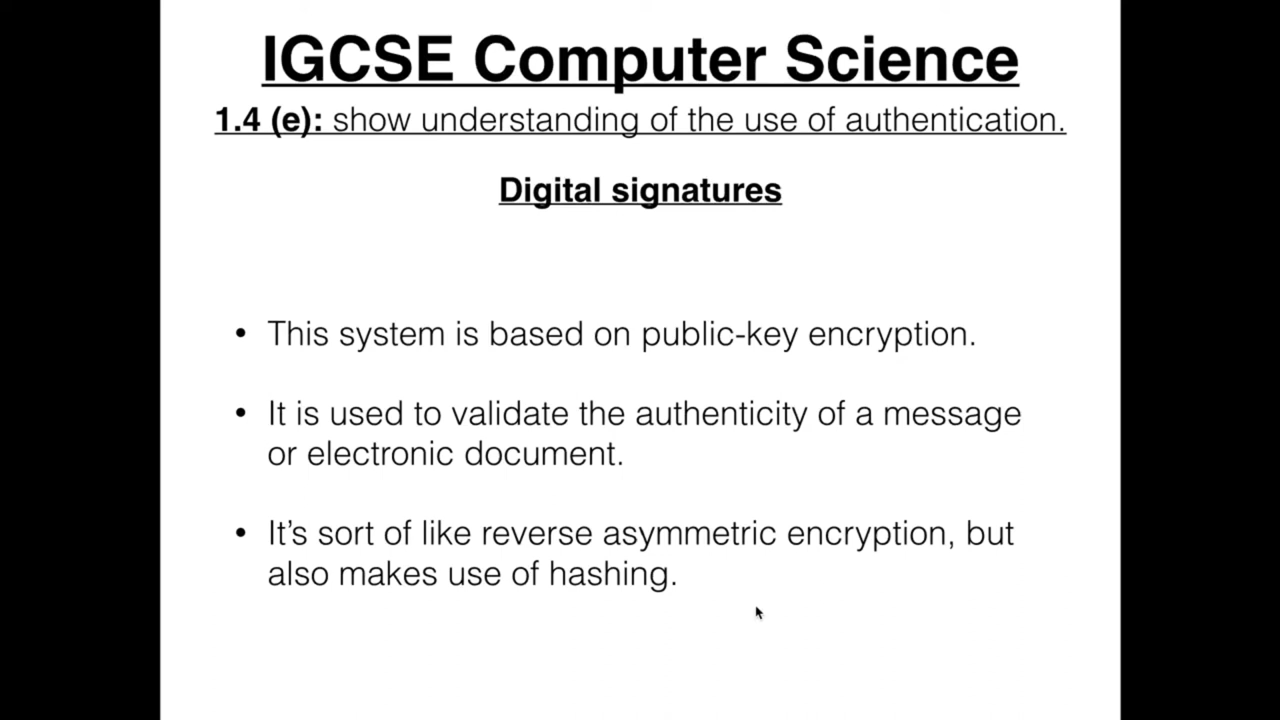 IGCSE Computer Science
1.4 (e): show understanding of the use of authentication.
Digital signatures
• This system is based on public-key encryption.
• It is used to validate the authenticity of a message
or electronic document.
• It’s sort of like reverse asymmetric encryption, but
also makes use of hashing.